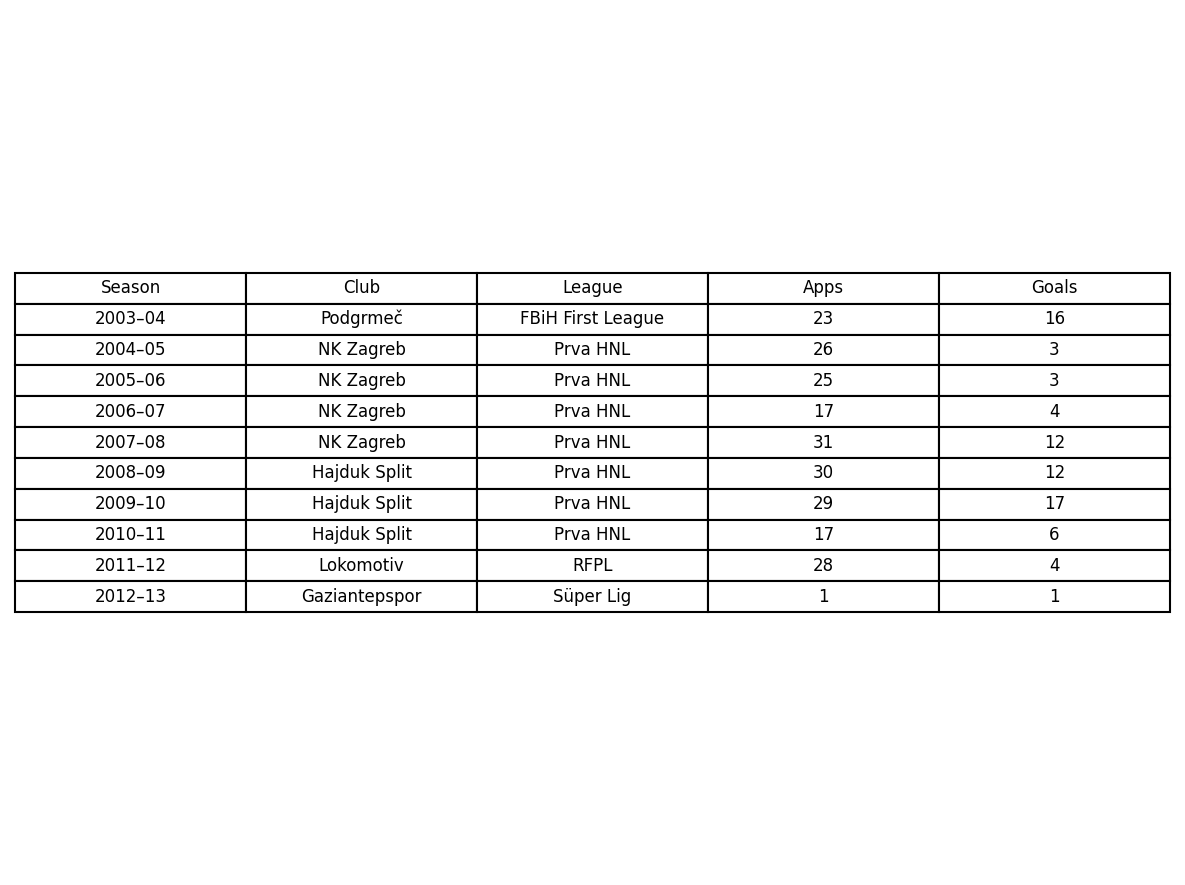 Season Club League Apps Goals
2003–04 Podgrmeč FBiH First League 23 16
2004–05 NK Zagreb Prva HNL 26 3
2005–06 NK Zagreb Prva HNL 25 3
2006–07 NK Zagreb Prva HNL 17 4
2007–08 NK Zagreb Prva HNL 31 12
2008–09 Hajduk Split Prva HNL 30 12
2009–10 Hajduk Split Prva HNL 29 17
2010–11 Hajduk Split Prva HNL 17 6
2011–12 Lokomotiv RFPL 28 4
2012–13 Gaziantepspor Süper Lig 1 1